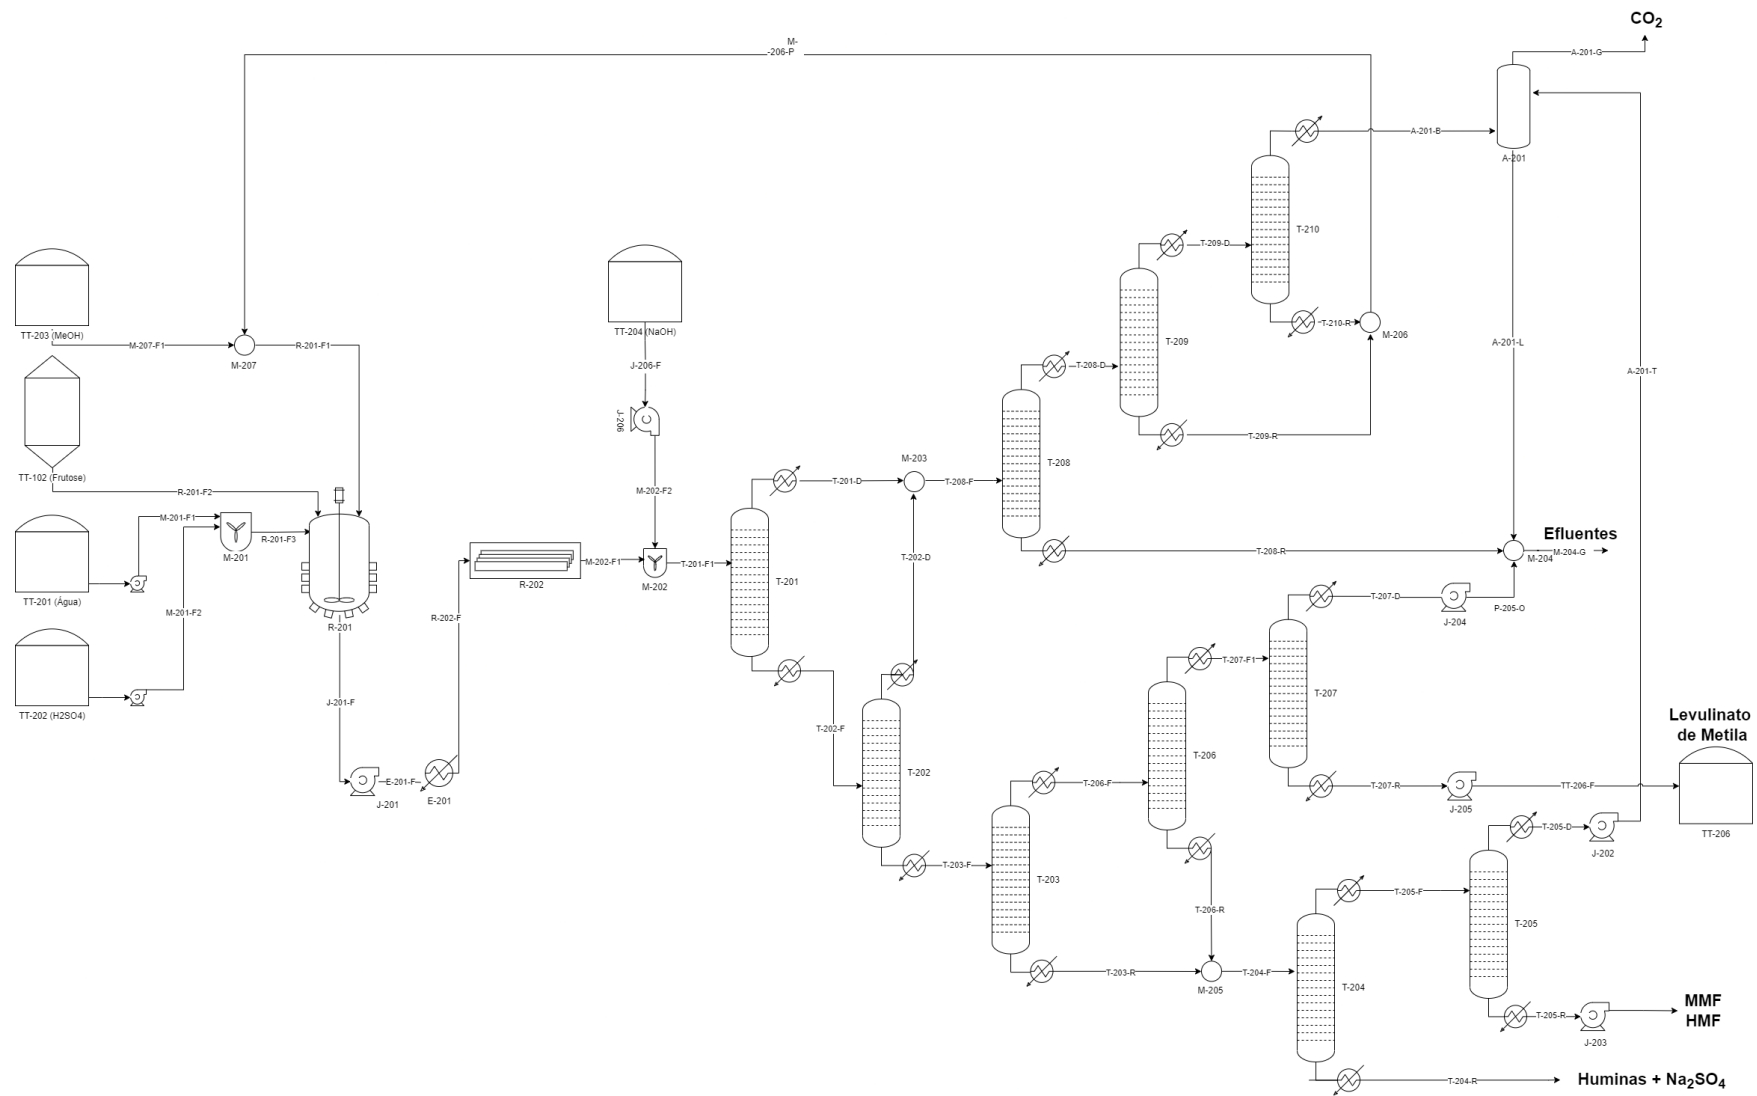 CO2
M-
-206-P
A-201-G
A-201-B
A-201
T-210
T-209-D
TT-203 (MeOH)
M-207-F1
R-201-F1
M-207
TT-204 (NaOH)
T-210-R
M-206
T-209
A-201-L
J-206-F
T-208-D
A-201-T
J-206
T-209-R
M-203
T-208
TT-102 (Frutose)
R-201-F2
M-202-F2
T-201-D
T-208-F
M-201-F1
R-201-F3
M-201
Efluentes
T-202-D
T-208-R
M-204
M-204-G
R-202
M-202-F1
M-202
T-201-F1
T-201
TT-201 (Água)
M-201-F2
R-202-F
R-201
T-207-D
P-205-O
J-204
T-207-F1
T-207
TT-202 (H2SO4)
J-201-F
T-202-F
Levulinato
de Metila
T-206
T-202
E-201-F
J-201
E-201
T-206-F
T-207-R
J-205
TT-206-F
T-205-D
J-202
TT-206
T-203-F
T-203
T-205-F
T-206-R
T-205
T-203-R
M-205
T-204-F
T-204
MMF
HMF
T-205-R
J-203
T-204-R
Huminas + Na2SO4